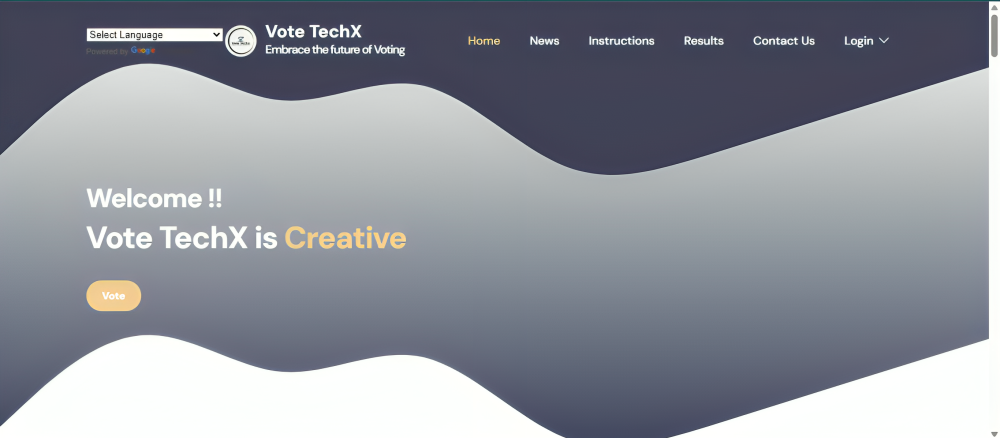 Select Language
Powered by Google
Vote TechX
Embrace the future of Voting
Home
News
Instructions
Results
Contact Us
Login
Welcome !!
Vote TechX is Creative
Vote